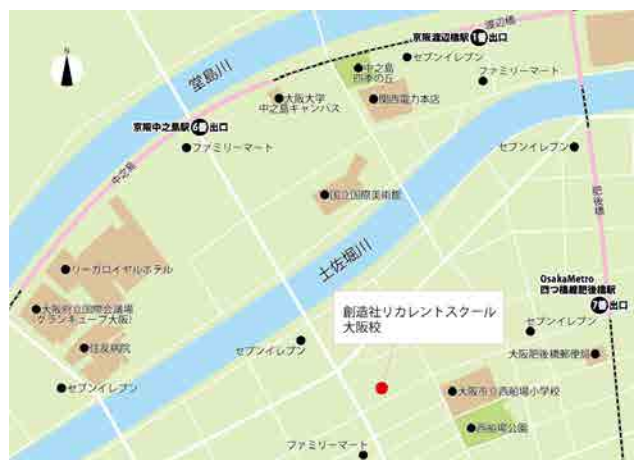 渡辺橋
京阪渡辺橋駅 1番 出口
セブンイレブン
N
堂島川
中之島
四季の丘
ファミリーマート
大阪大学
中之島キャンパス
関西電力本店
京阪中之島駅 6番 出口
ファミリーマート
セブンイレブン
中之島
国立国際美術館
肥後橋
土佐堀川
リーガロイヤルホテル
OsakaMetro
四つ橋線肥後橋駅
7番 出口
大阪府立国際会議場
(グランキューブ大阪)
創造社リカレントスクール
大阪校
セブンイレブン
住友病院
セブンイレブン
大阪肥後橋郵便局
セブンイレブン
大阪市立西船場小学校
西船場公園
ファミリーマート